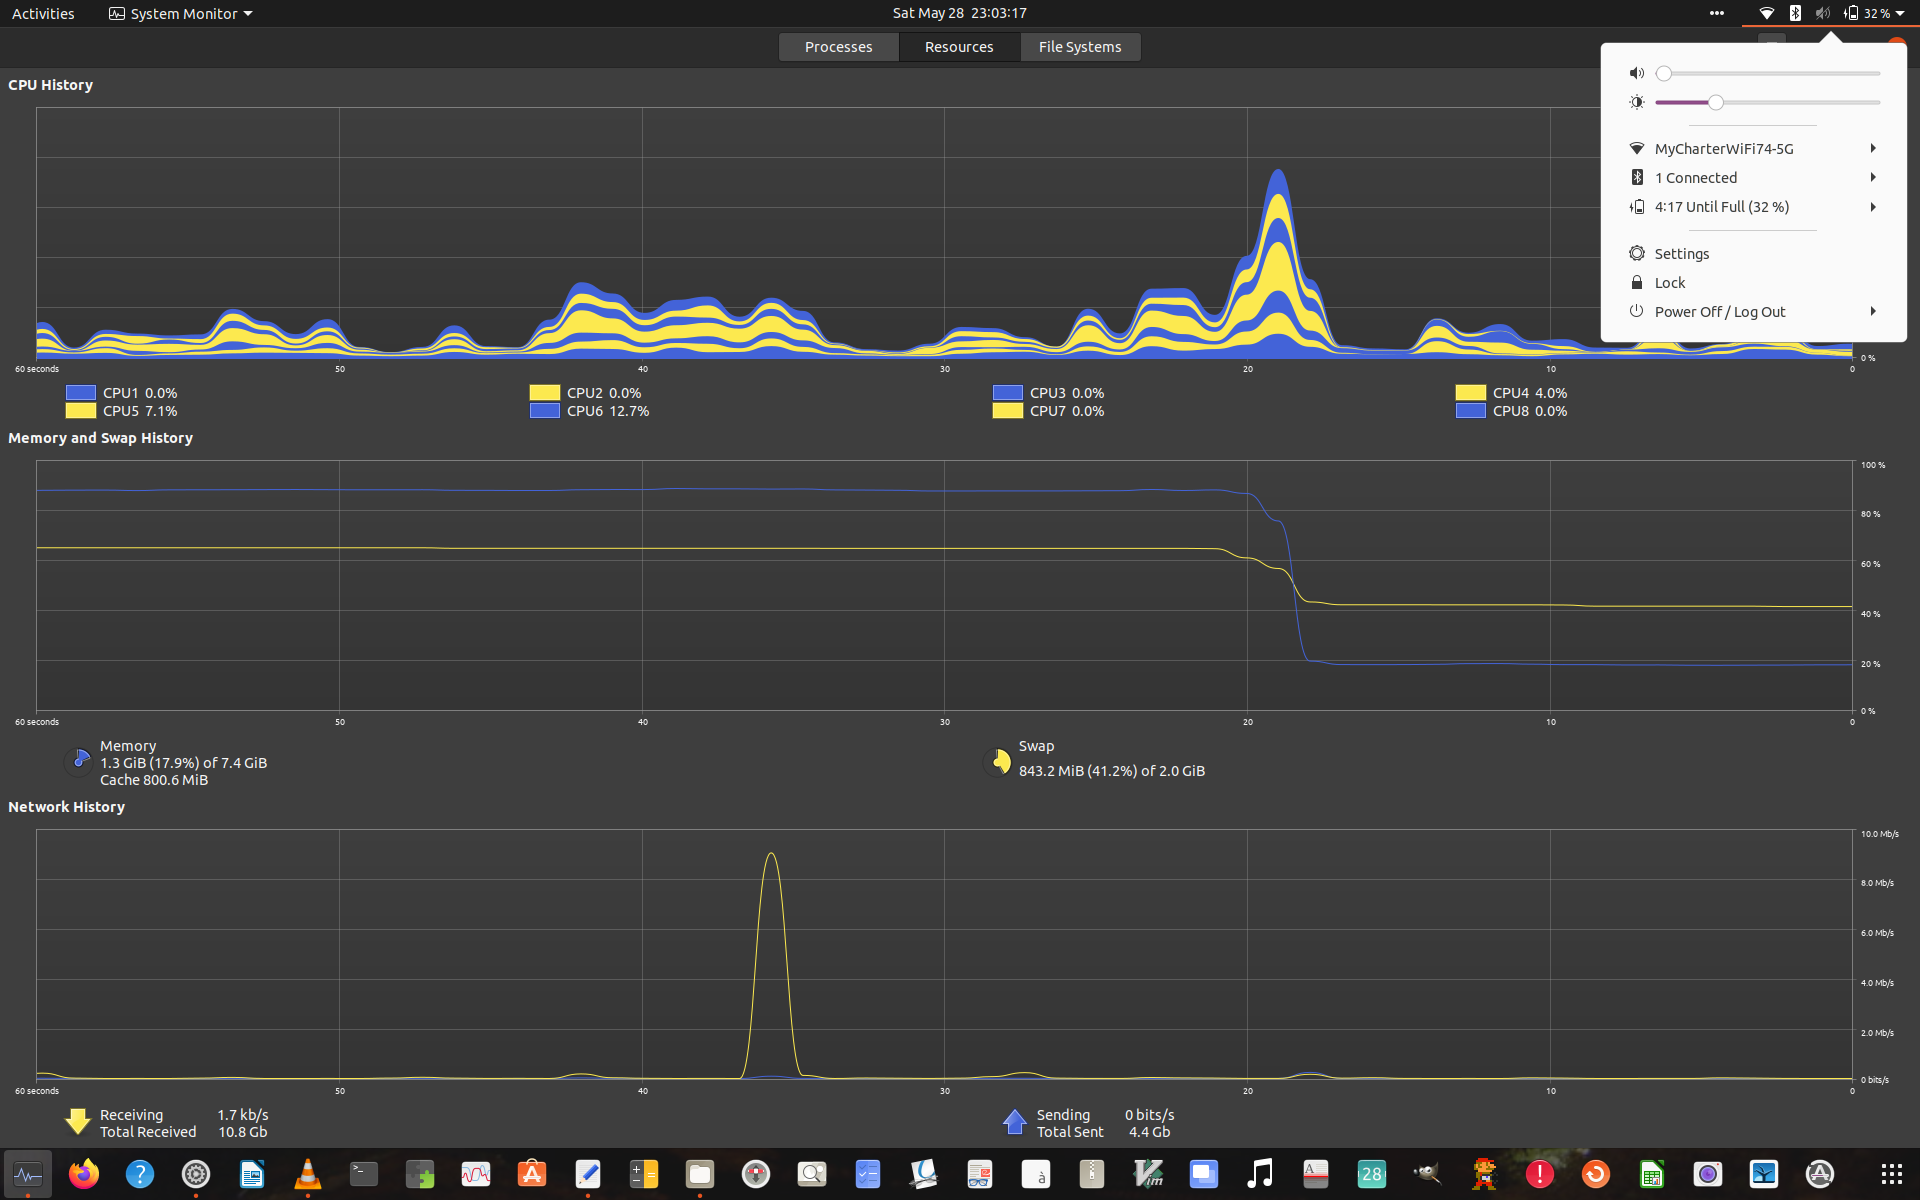 Activities
System Monitor
Sat May 28 23:03:17
32 %
Processes
Resources
File Systems
CPU History
MyCharterWiFi74-5G
1 Connected
4:17 Until Full (32 %)
Settings
Lock
Power Off / Log Out
0 %
60 seconds 50 40 30 20 10 0
CPU1 0.0% CPU2 0.0% CPU3 0.0% CPU4 4.0%
CPU5 7.1% CPU6 12.7% CPU7 0.0% CPU8 0.0%
Memory and Swap History
100 %
80 %
60 %
40 %
20 %
0 %
60 seconds 50 40 30 20 10 0
Memory
1.3 GiB (17.9%) of 7.4 GiB
Cache 800.6 MiB
Swap
843.2 MiB (41.2%) of 2.0 GiB
Network History
10.0 Mb/s
8.0 Mb/s
6.0 Mb/s
4.0 Mb/s
2.0 Mb/s
0 bits/s
60 seconds 50 40 30 20 10 0
Receiving 1.7 kb/s
Total Received 10.8 Gb
Sending 0 bits/s
Total Sent 4.4 Gb
?
>_
à
Vim
A
28